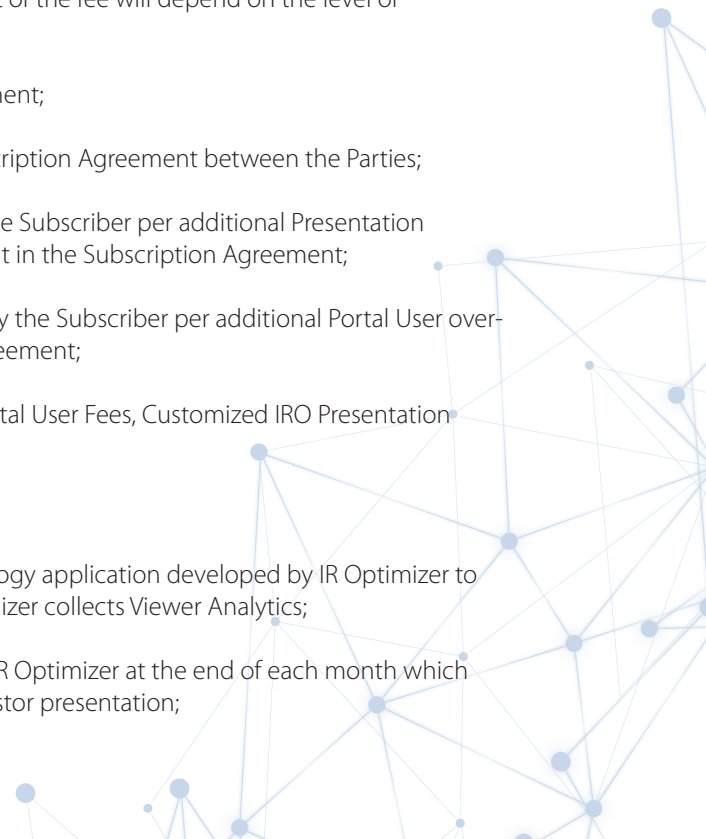 of the fee will depend on the level of
ment;
cription Agreement between the Parties;
e Subscriber per additional Presentation
t in the Subscription Agreement;
y the Subscriber per additional Portal User over-
eement;
tal User Fees, Customized IRO Presentation
ogy application developed by IR Optimizer to
izer collects Viewer Analytics;
R Optimizer at the end of each month which
stor presentation;